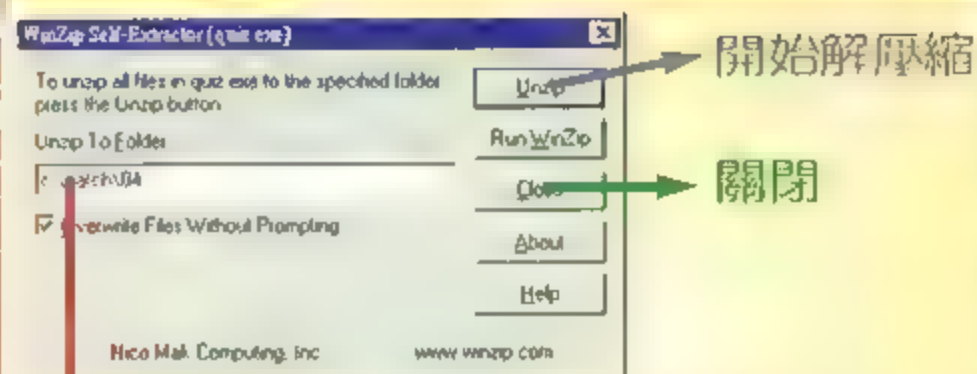 WinZip Self-Extractor [quiz.exe]
To unzip all files in quiz.exe to the specified folder
press the Unzip button
Unzip To Folder
Overwrite Files Without Prompting
Unzip
Run WinZip
Close
About
Help
Nico Mak Computing, Inc
www.winzip.com
開始解壓縮
關閉